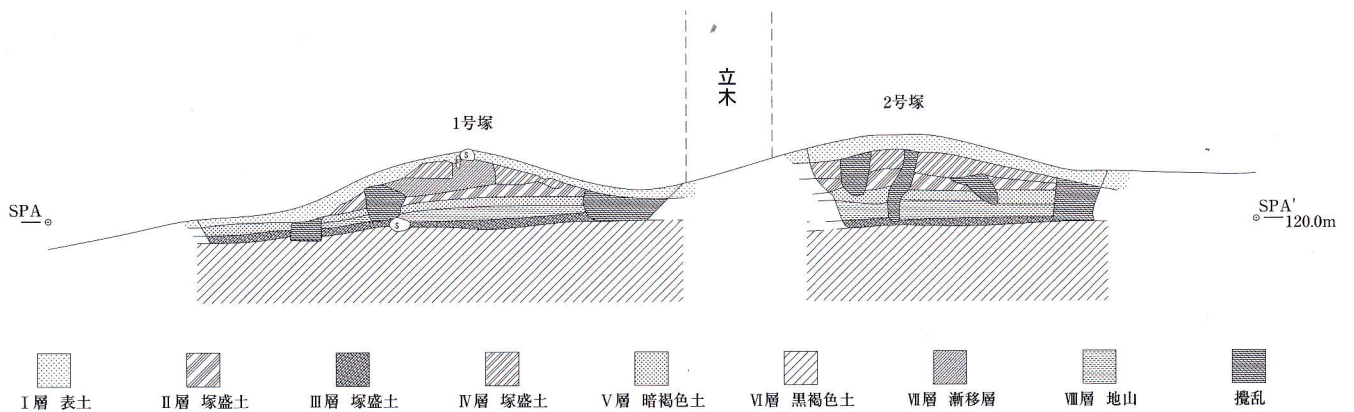 立木
1号塚
2号塚
S
S
SPA
SPA'
120.0m
I層 表土
II層 塚盛土
III層 塚盛土
IV層 塚盛土
V層 暗褐色土
VI層 黒褐色土
VII層 漸移層
VIII層 地山
攪乱